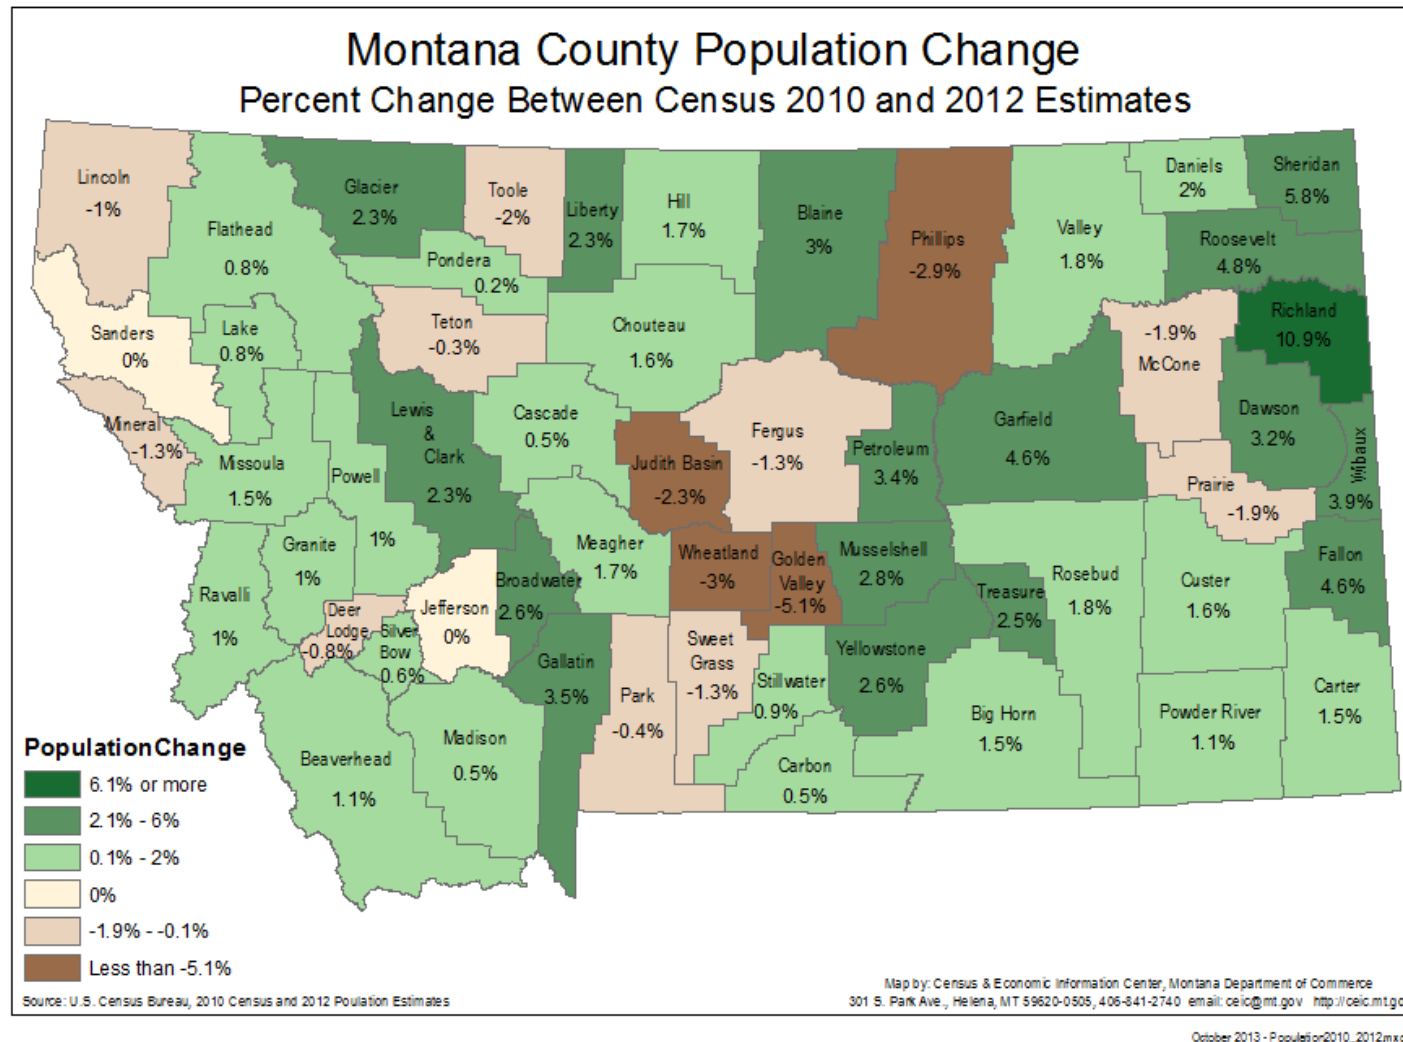 Montana County Population Change
Percent Change Between Census 2010 and 2012 Estimates
Lincoln
-1%
Flathead
0.8%
Glacier
2.3%
Toole
-2%
Liberty
2.3%
Hill
1.7%
Blaine
3%
Phillips
-2.9%
Valley
1.8%
Daniels
2%
Sheridan
5.8%
Roosevelt
4.8%
Pondera
0.2%
Sanders
0%
Lake
0.8%
Teton
-0.3%
Chouteau
1.6%
-1.9%
McCone
Richland
10.9%
Mineral
-1.3%
Missoula
1.5%
Powell
1%
Lewis
&
Clark
2.3%
Cascade
0.5%
Judith Basin
-2.3%
Fergus
-1.3%
Petroleum
3.4%
Garfield
4.6%
Dawson
3.2%
Wibaux
3.9%
Prairie
-1.9%
Ravalli
1%
Granite
1%
Deer
Lodge
-0.8%
Silver
Bow
0.6%
Jefferson
0%
Broadwater
2.6%
Meagher
1.7%
Wheatland
-3%
Golden
Valley
-5.1%
Musselshell
2.8%
Treasure
2.5%
Rosebud
1.8%
Custer
1.6%
Fallon
4.6%
Gallatin
3.5%
Park
-0.4%
Sweet
Grass
-1.3%
Stillwater
0.9%
Yellowstone
2.6%
Big Horn
1.5%
Powder River
1.1%
Carter
1.5%
Beaverhead
1.1%
Madison
0.5%
Carbon
0.5%
PopulationChange
6.1% or more
2.1% - 6%
0.1% - 2%
0%
-1.9% - -0.1%
Less than -5.1%
Source: U.S. Census Bureau, 2010 Census and 2012 Poulation Estimates
Map by: Census & Economic Information Center, Montana Department of Commerce
301 S. Park Ave., Helena, MT 59620-0505, 406-841-2740 email: ceic@mt.gov http://ceic.mt.go
October 2013 - Population2010_2012.mxd